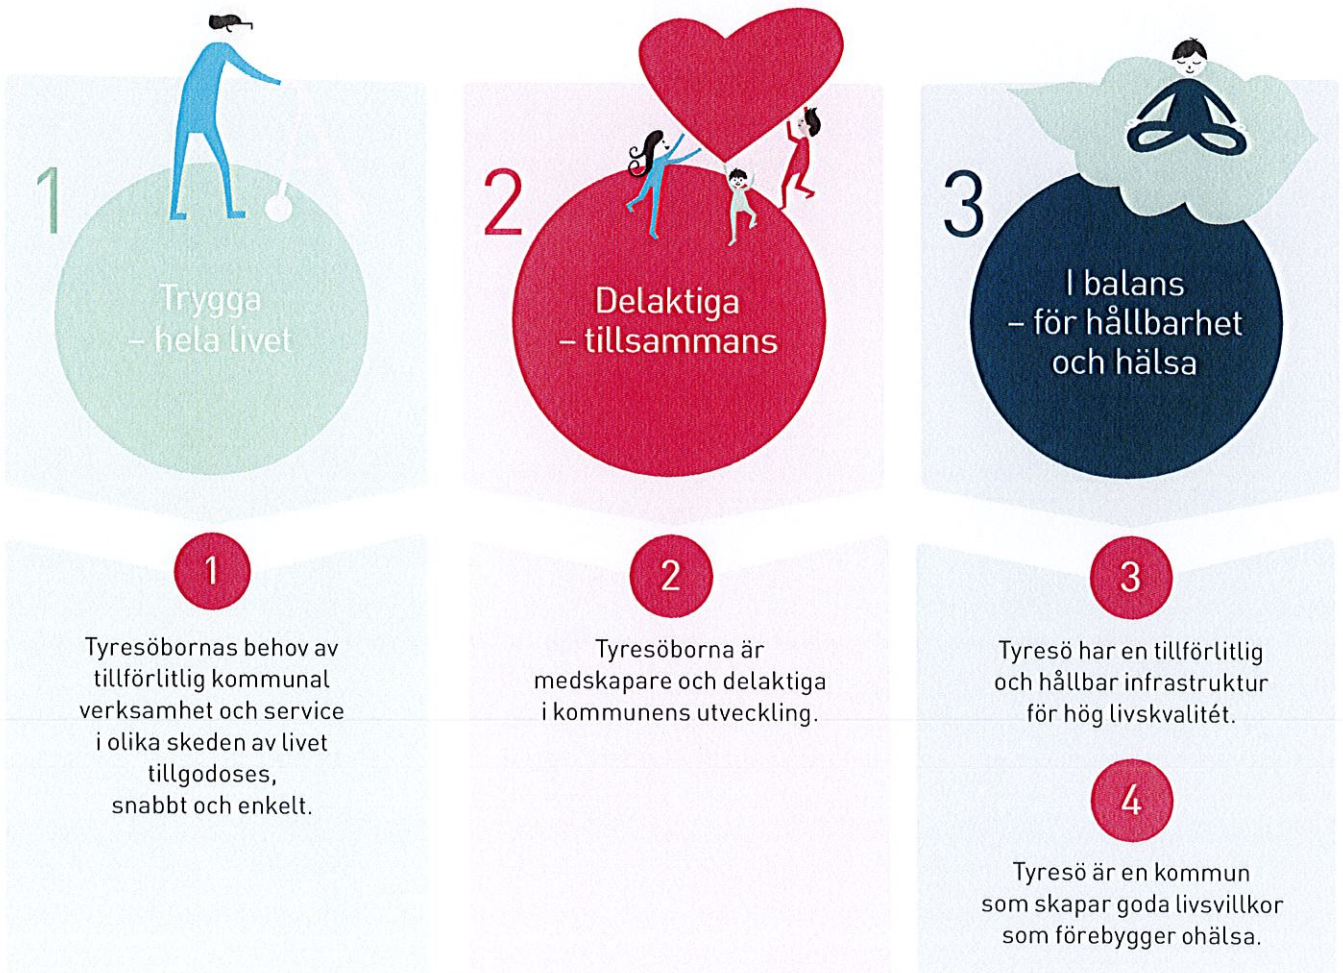 1
Trygga
– hela livet
1
Tyresöbornas behov av
tillförlitlig kommunal
verksamhet och service
i olika skeden av livet
tillgodoses,
snabbt och enkelt.
2
Delaktiga
– tillsammans
2
Tyresöborna är
medskapare och delaktiga
i kommunens utveckling.
3
I balans
– för hållbarhet
och hälsa
3
Tyresö har en tillförlitlig
och hållbar infrastruktur
för hög livskvalitét.
4
Tyresö är en kommun
som skapar goda livsvillkor
som förebygger ohälsa.